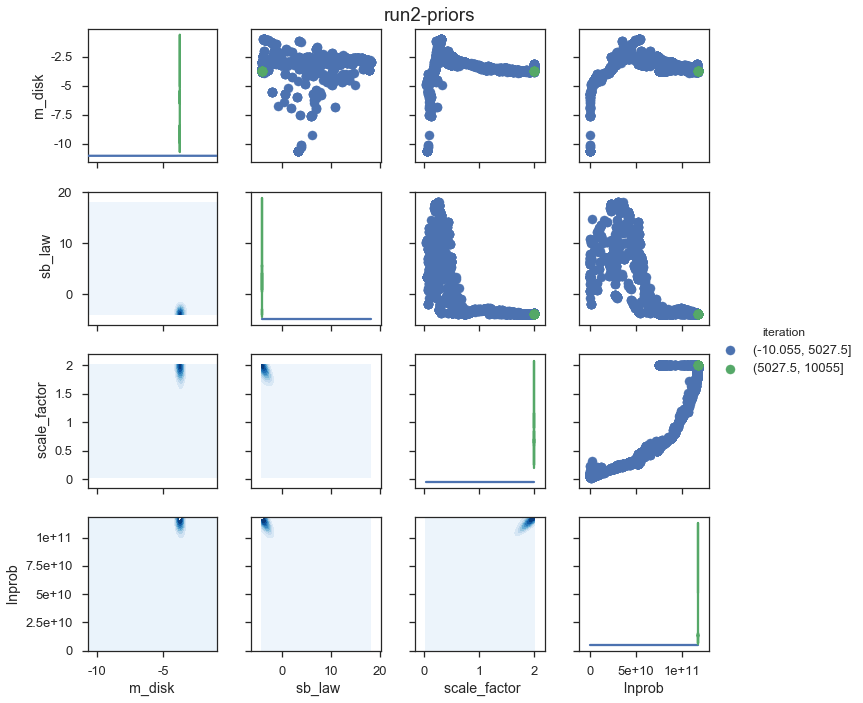 run2-priors
-2.5
-5
-7.5
-10
m_disk
20
10
0
sb_law
iteration
(-10.055, 5027.5]
(5027.5, 10055]
2
1.5
1
0.5
0
scale_factor
1e+11
7.5e+10
5e+10
2.5e+10
0
lnprob
-10 -5
0 10 20
0 1 2
0 5e+10 1e+11
m_disk
sb_law
scale_factor
lnprob